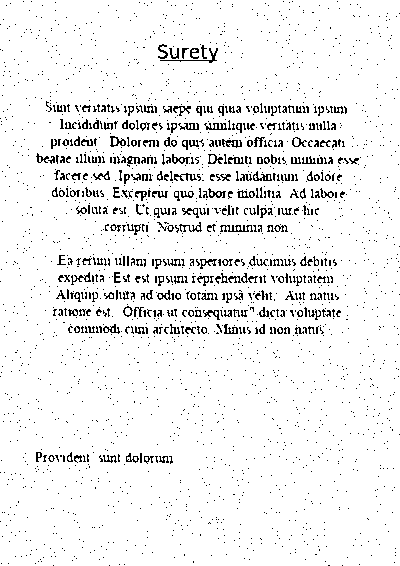 Surety
Sunt veritatis ipsum saepe qui quia voluptatum ipsum
Incididunt dolores ipsam similique veritatis nulla
proident. Dolorem do quis autem officia. Occaecati
beatae illum magnam laboris. Deleniti nobis minima esse
facere sed. Ipsam delectus. esse laudantium. dolore
doloribus. Excepteur quo labore mollitia. Ad labore
soluta est. Ut quia sequi velit culpa iure hic
corrupti. Nostrud et minima non
Ea rerum ullam ipsum asperiores ducimus debitis
expedita. Est est ipsum reprehenderit voluptatem
Aliquip soluta ad odio totam ipsa velit. Aut natus
ratione est. Officia ut consequatur" dicta voluptate
commodi cum architecto. Minus id non natus
Provident sunt dolorum